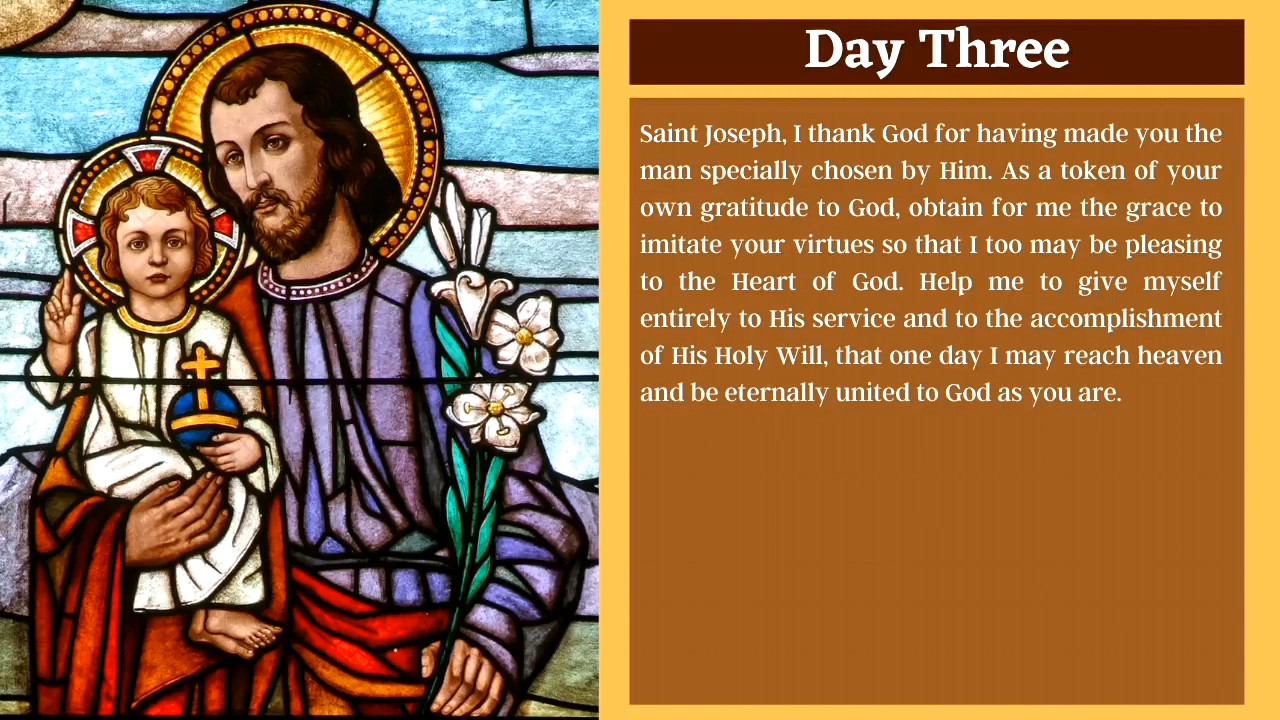 Day Three
Saint Joseph, I thank God for having made you the
man specially chosen by Him. As a token of your
own gratitude to God, obtain for me the grace to
imitate your virtues so that I too may be pleasing
to the Heart of God. Help me to give myself
entirely to His service and to the accomplishment
of His Holy Will, that one day I may reach heaven
and be eternally united to God as you are.